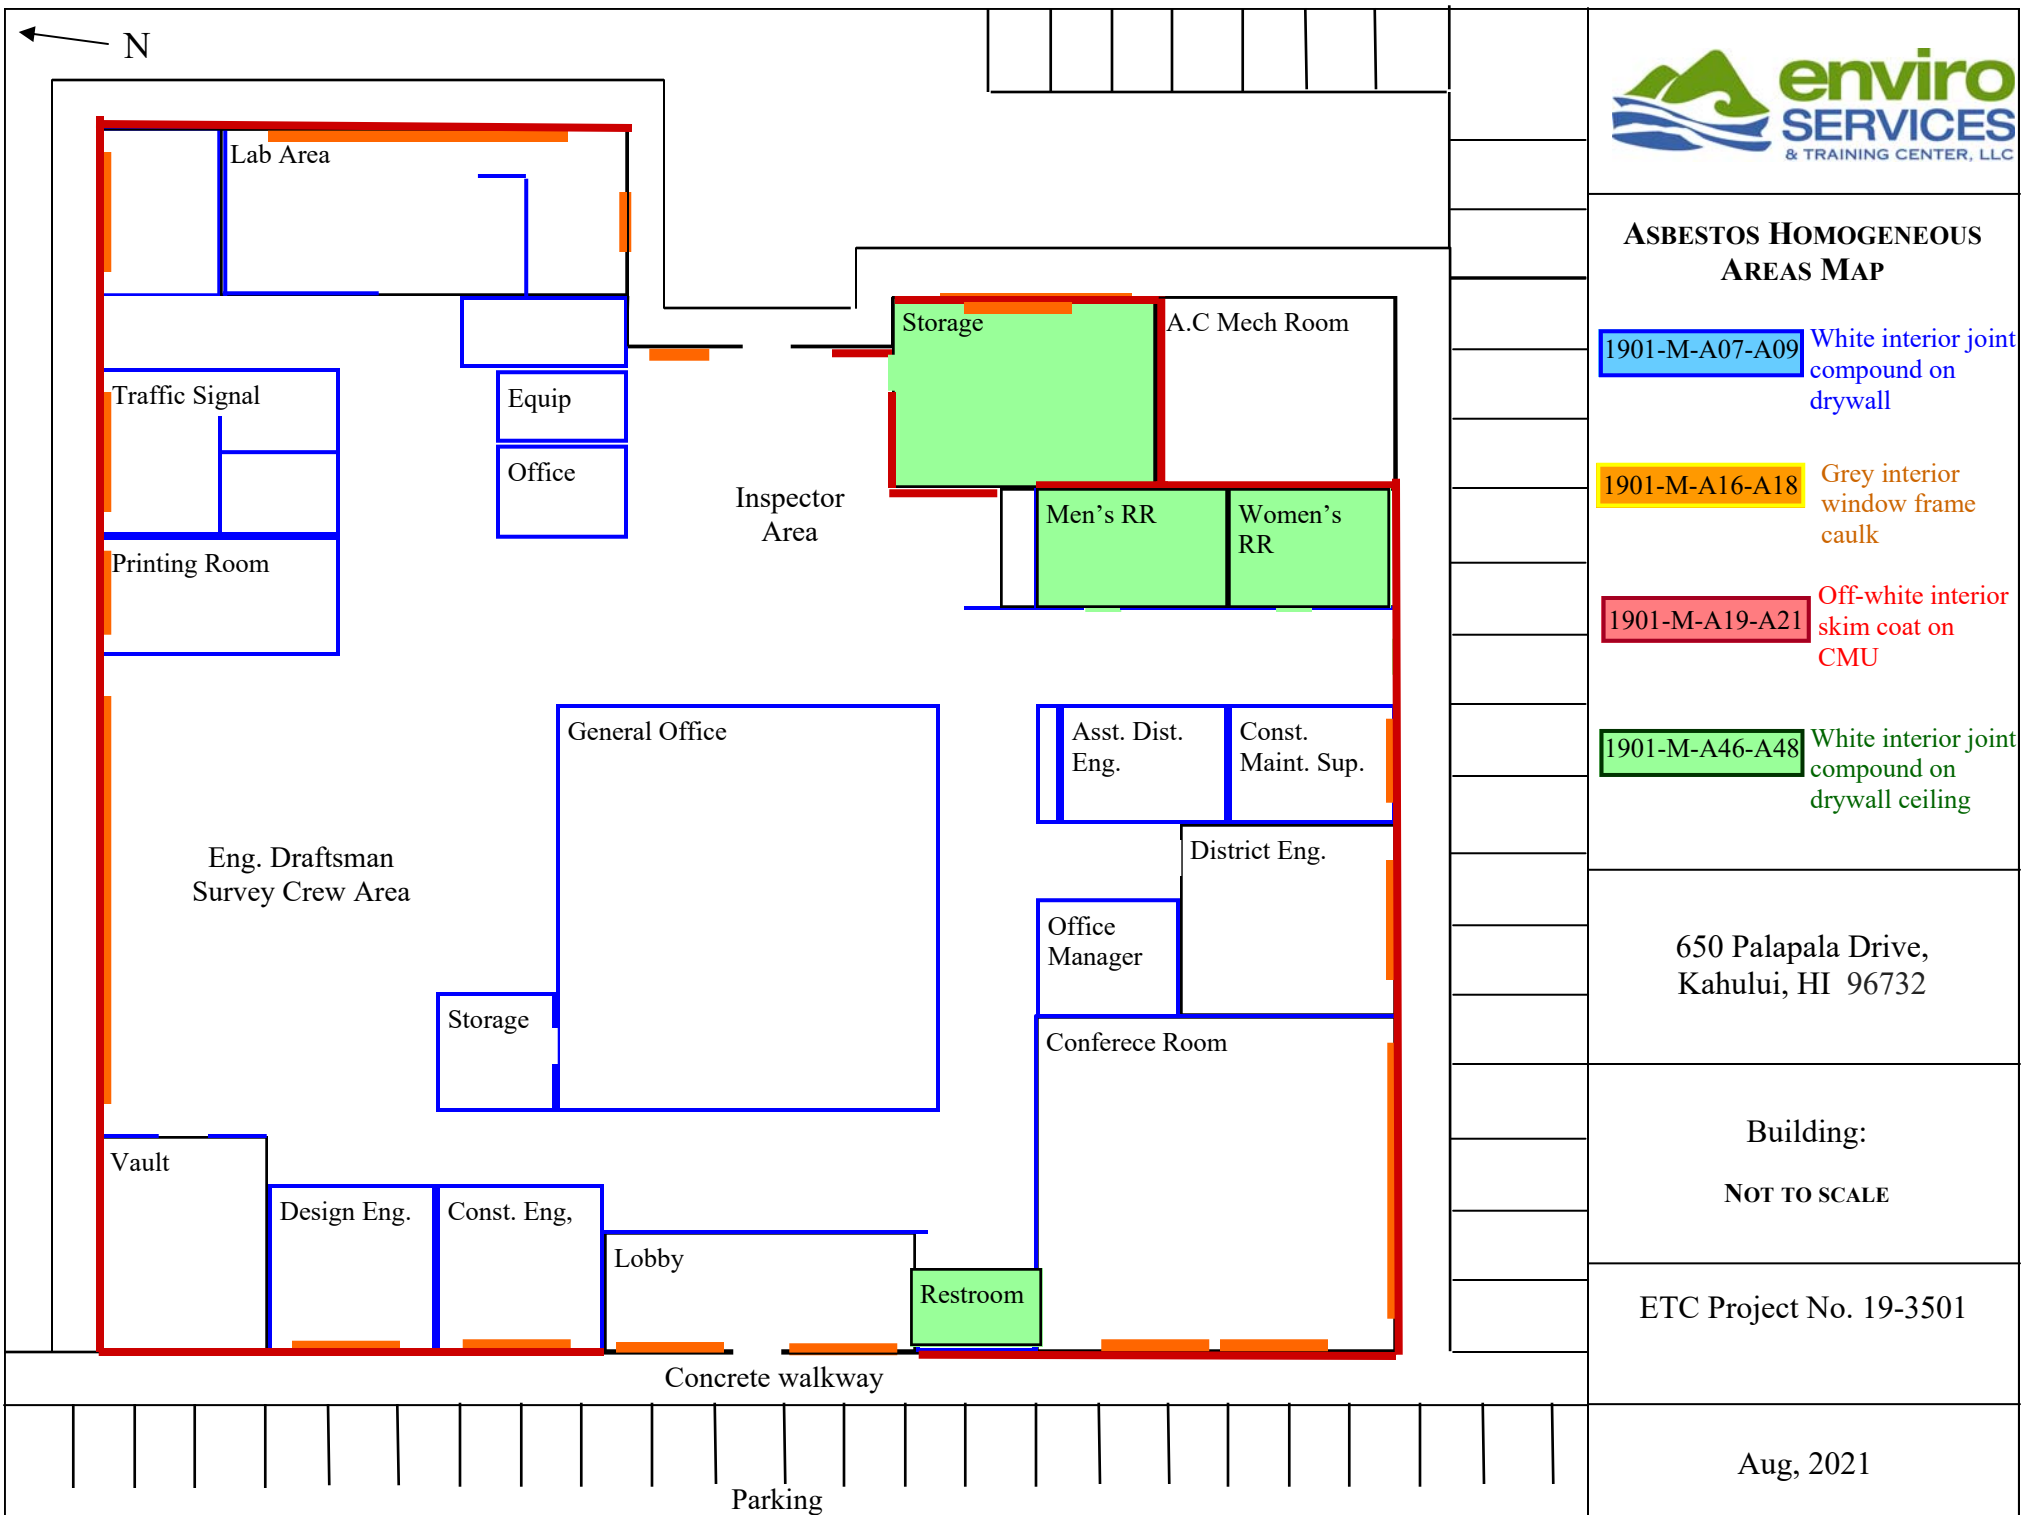 N
Lab Area
Storage
A.C Mech Room
Traffic Signal
Equip
Office
Inspector
Area
Men’s RR
Women’s
RR
Printing Room
General Office
Asst. Dist.
Eng.
Const.
Maint. Sup.
District Eng.
Eng. Draftsman
Survey Crew Area
Office
Manager
Storage
Conferece Room
Vault
Design Eng.
Const. Eng,
Lobby
Restroom
Concrete walkway
Parking
enviro
SERVICES
& TRAINING CENTER, LLC
ASBESTOS HOMOGENEOUS
AREAS MAP
1901-M-A07-A09
White interior joint
compound on
drywall
1901-M-A16-A18
Grey interior
window frame
caulk
1901-M-A19-A21
Off-white interior
skim coat on
CMU
1901-M-A46-A48
White interior joint
compound on
drywall ceiling
650 Palapala Drive,
Kahului, HI 96732
Building:
NOT TO SCALE
ETC Project No. 19-3501
Aug, 2021